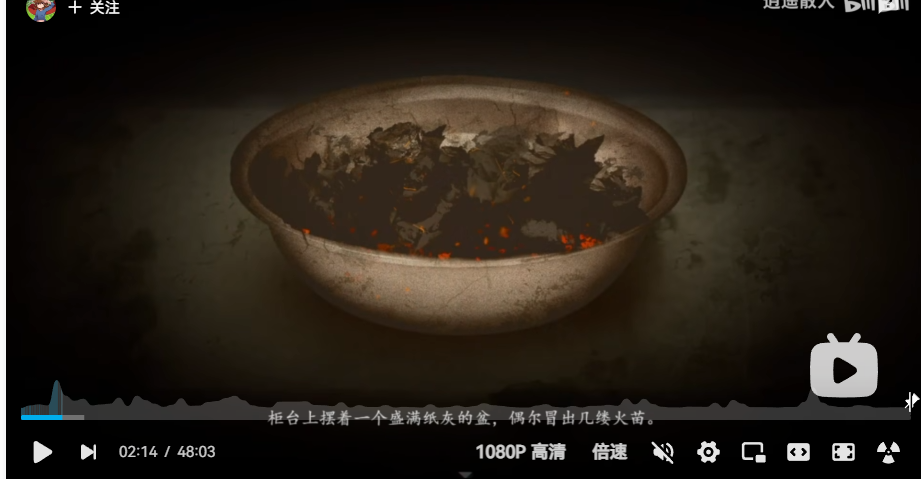 + 关注
逍遥散人 bilibili
柜台上摆着一个盛满纸灰的盆，偶尔冒出几缕火苗。
02:14 / 48:03 1080P 高清 倍速